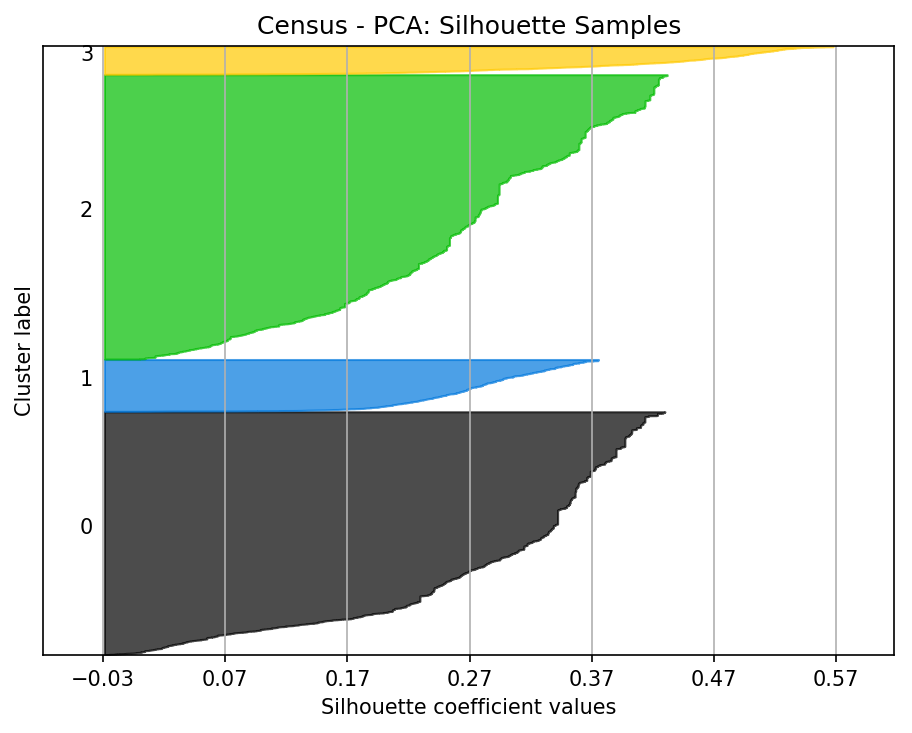 Census - PCA: Silhouette Samples
3
2
1
0
Cluster label
−0.03 0.07 0.17 0.27 0.37 0.47 0.57
Silhouette coefficient values